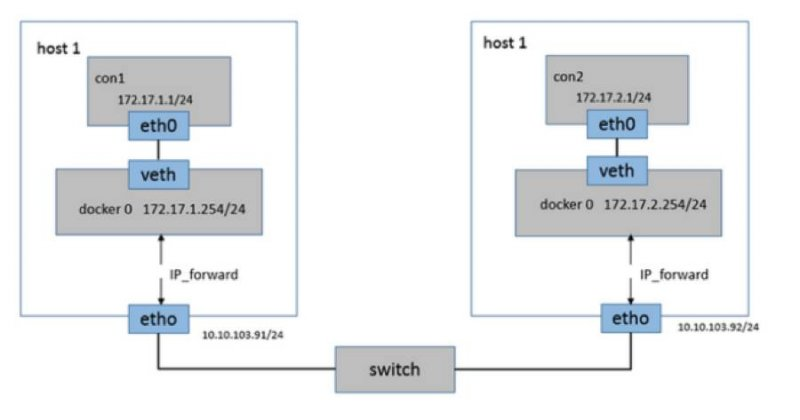 host 1
con1
172.17.1.1/24
eth0
veth
docker 0 172.17.1.254/24
IP_forward
etho
10.10.103.91/24
host 1
con2
172.17.2.1/24
eth0
veth
docker 0 172.17.2.254/24
IP_forward
etho
10.10.103.92/24
switch